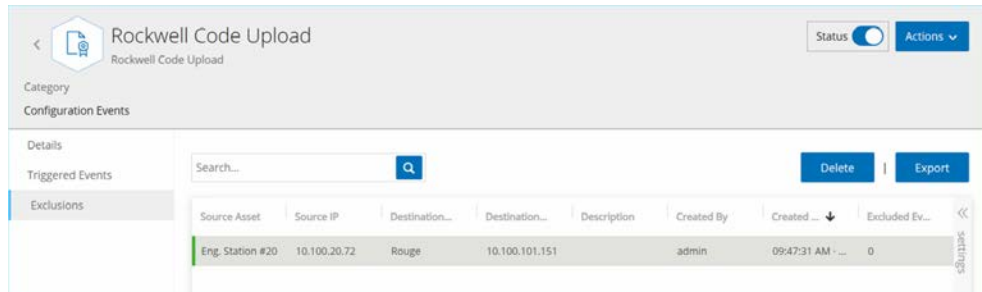 Rockwell Code Upload
Status
Actions
Rockwell Code Upload
Category
Configuration Events
Details
Triggered Events
Exclusions
Search...
Delete | Export
Source Asset Source IP Destination... Destination... Description Created By Created ... Excluded Ev...
Eng. Station #20 10.100.20.72 Rouge 10.100.101.151 admin 09:47:31 AM - ... 0
settings